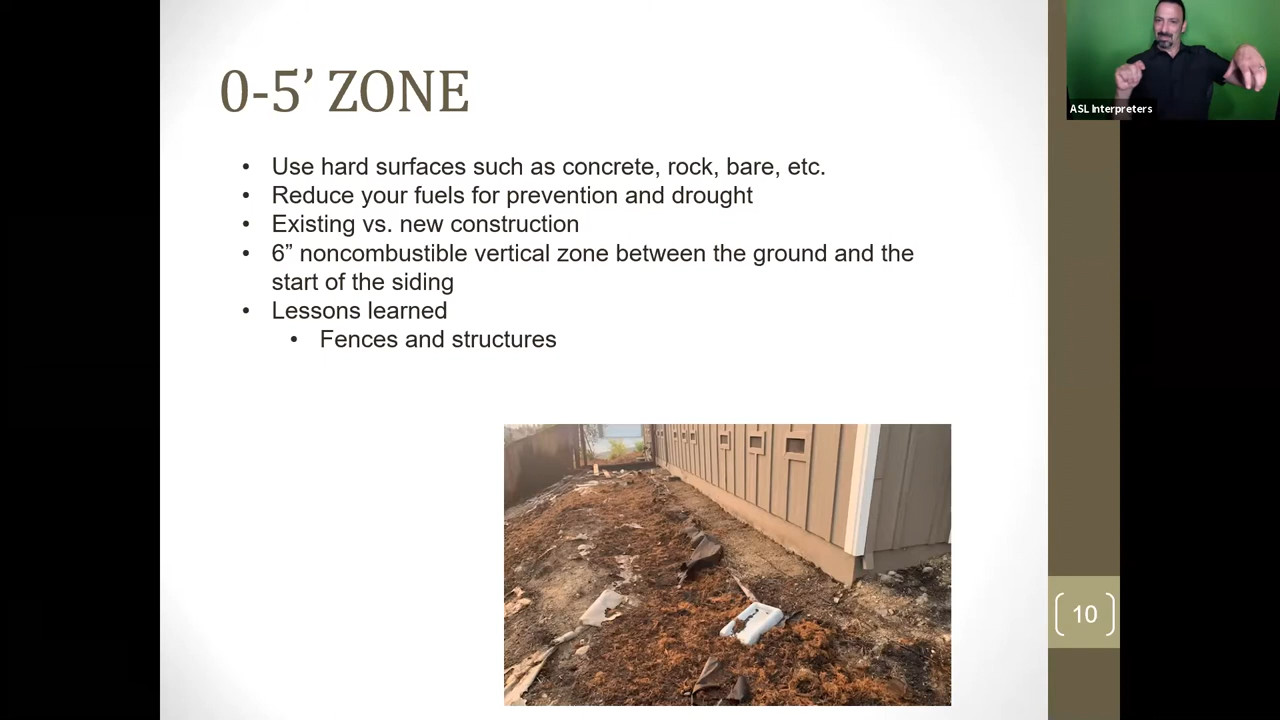 0-5’ ZONE
• Use hard surfaces such as concrete, rock, bare, etc.
• Reduce your fuels for prevention and drought
• Existing vs. new construction
• 6” noncombustible vertical zone between the ground and the
start of the siding
• Lessons learned
• Fences and structures
ASL Interpreters
10